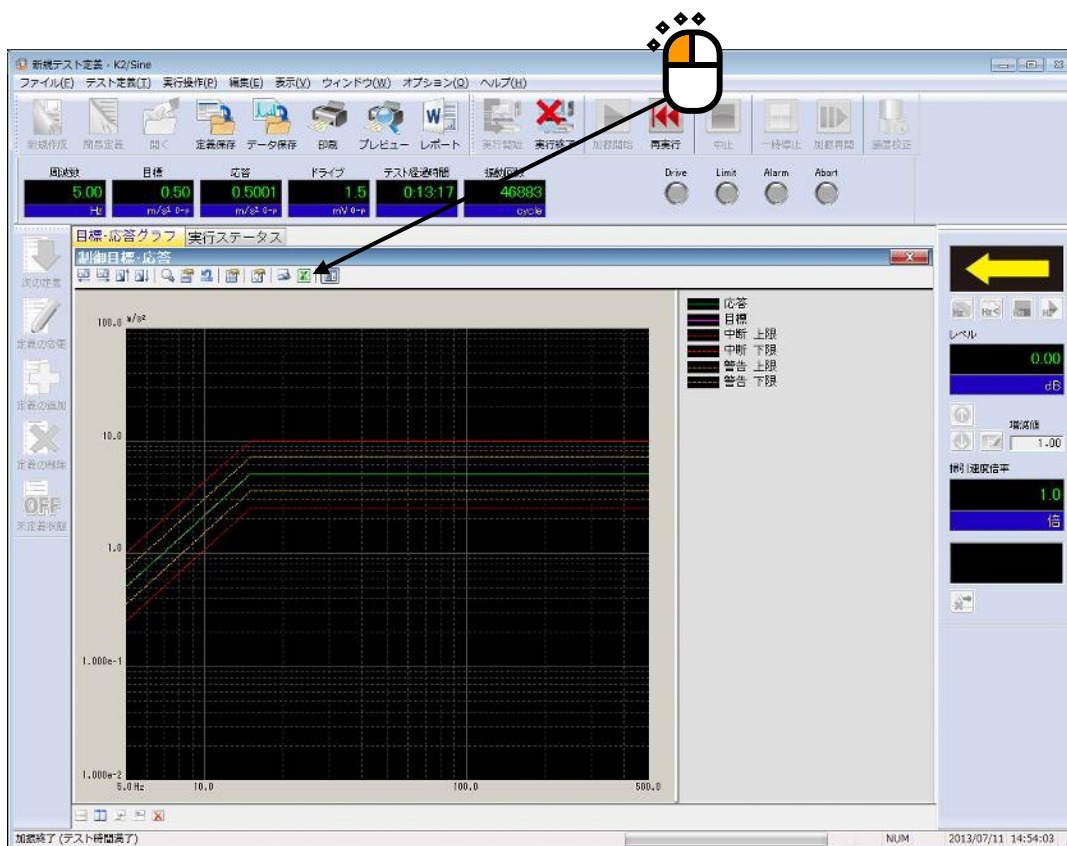 新規テスト定義 - K2/Sine
ファイル(F) テスト定義(T) 実行操作(P) 編集(E) 表示(V) ウィンドウ(W) オプション(O) ヘルプ(H)
新規作成 簡易定義 開く 定義保存 データ保存 印刷 プレビュー レポート 実行開始 実行終了 加振開始 再実行 中止 一時停止 加振再開
周波数 目標 応答 ドライブ テスト経過時間 振動回数 Drive Limit Alarm Abort
5.00 0.50 0.5001 1.5 0:13:17 46883
Hz m/s² 0-p m/s² 0-p mV 0-p cycle
目標・応答グラフ 実行ステータス
制御目標・応答
次の定義
定義の変更
定義の追加
定義の削除
OFF
未定義状態
100.0 m/s²
10.0
1.0
1.000e-1
1.000e-2
5.0 Hz 10.0 100.0 500.0
応答
目標
中断 上限
中断 下限
警告 上限
警告 下限
レベル
0.00
dB
増減値
1.00
掃引速度倍率
1.0
倍
加振終了 (テスト時間満了) NUM 2013/07/11 14:54:03